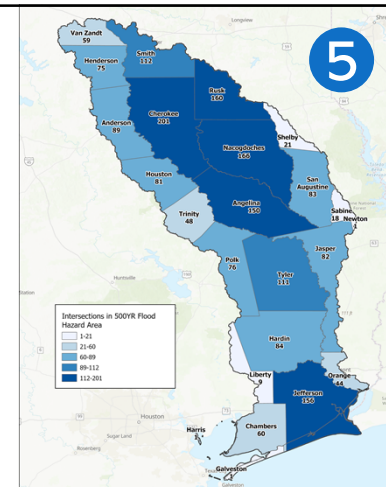 5
Van Zandt
59
Smith
112
Henderson
75
Rusk
160
Cherokee
201
Anderson
89
Nacogdoches
166
Shelby
21
San
Augustine
83
Houston
81
Angelina
150
Sabine
18
Newton
1
Trinity
48
Polk
76
Jasper
82
Tyler
111
Huntsville
Intersections in 500YR Flood
Hazard Area
1-21
21-60
60-89
89-112
112-201
Hardin
84
Liberty
9
Orange
44
Jefferson
156
Houston
Harris
Chambers
60
Sugar Land
Rosenberg
Galveston
Galveston